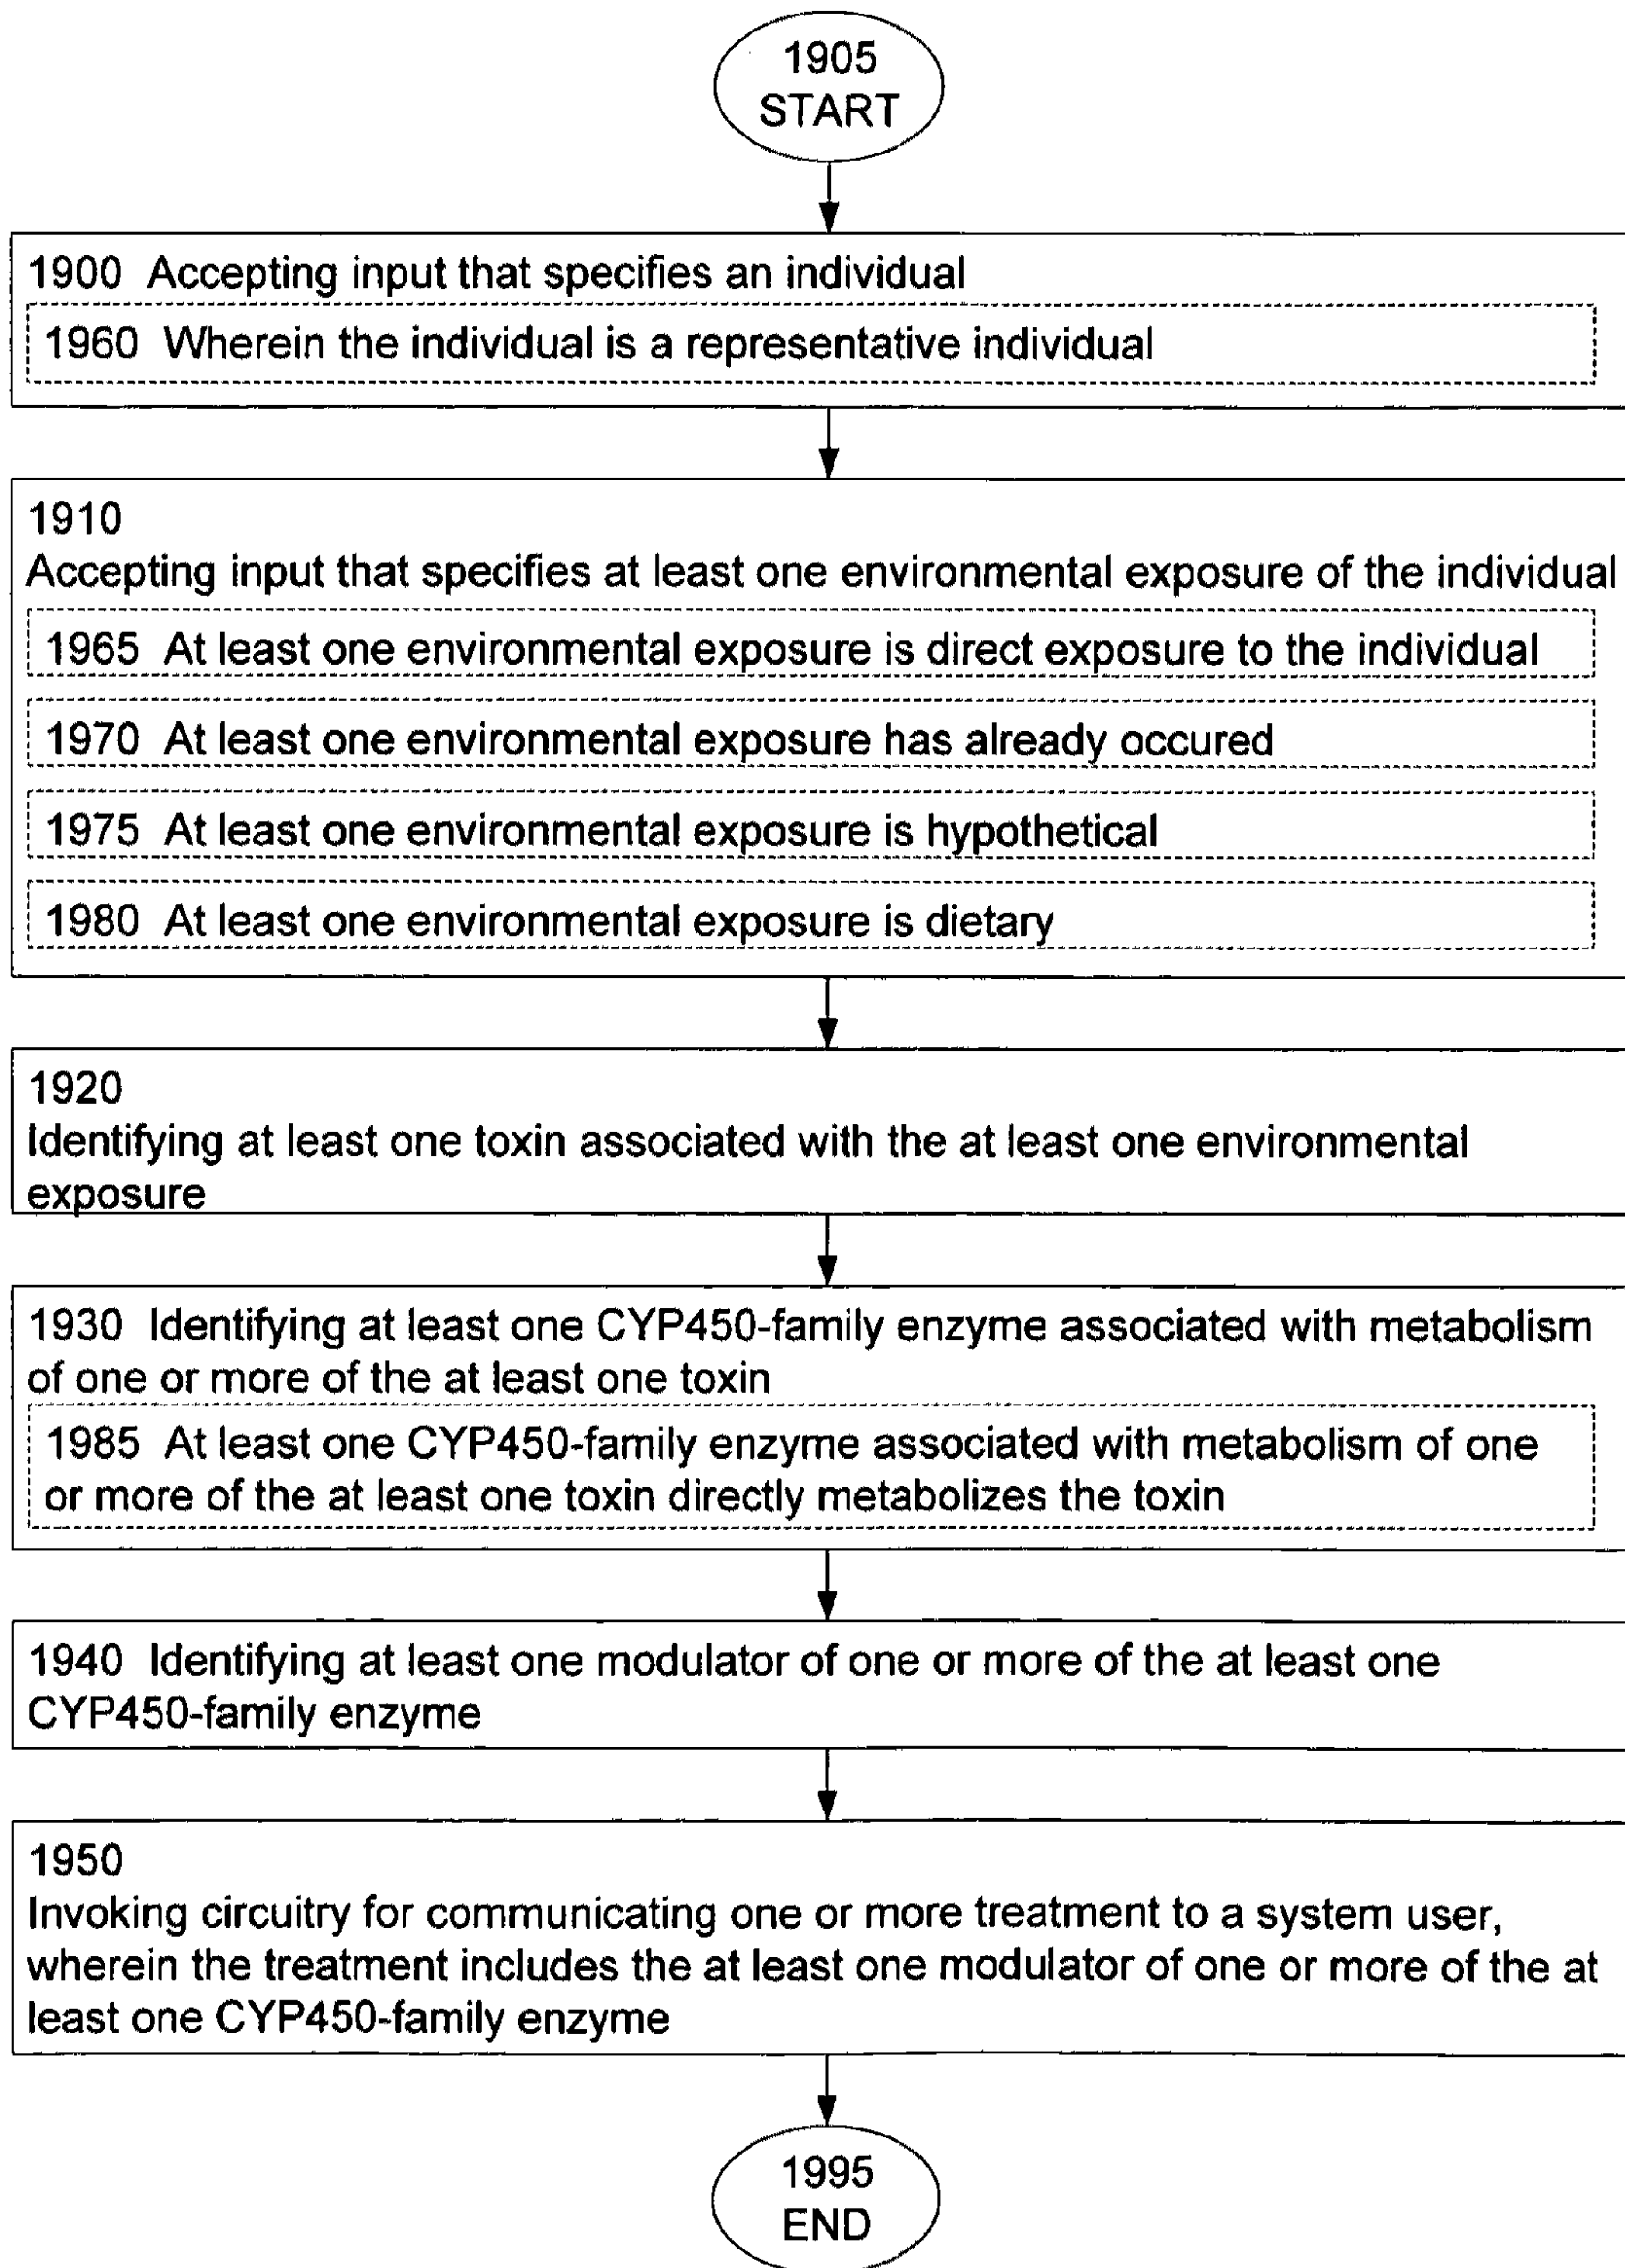 1905
START
1900 Accepting input that specifies an individual
1960 Wherein the individual is a representative individual
1910
Accepting input that specifies at least one environmental exposure of the individual
1965 At least one environmental exposure is direct exposure to the individual
1970 At least one environmental exposure has already occured
1975 At least one environmental exposure is hypothetical
1980 At least one environmental exposure is dietary
1920
Identifying at least one toxin associated with the at least one environmental
exposure
1930 Identifying at least one CYP450-family enzyme associated with metabolism
of one or more of the at least one toxin
1985 At least one CYP450-family enzyme associated with metabolism of one
or more of the at least one toxin directly metabolizes the toxin
1940 Identifying at least one modulator of one or more of the at least one
CYP450-family enzyme
1950
Invoking circuitry for communicating one or more treatment to a system user,
wherein the treatment includes the at least one modulator of one or more of the at
least one CYP450-family enzyme
1995
END